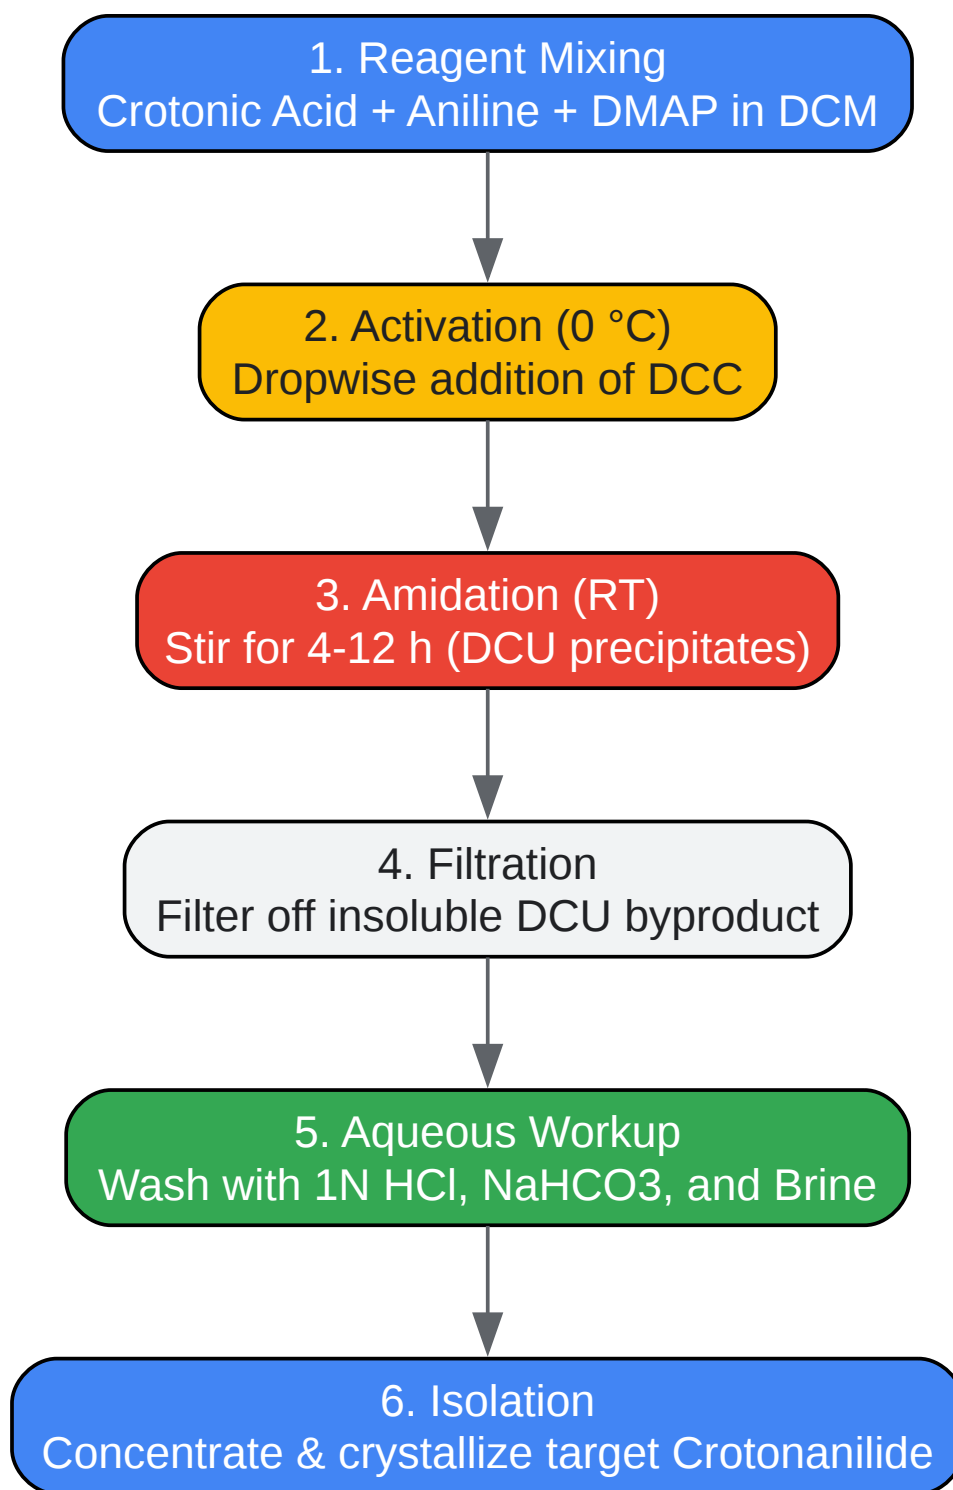 1. Reagent Mixing
Crotonic Acid + Aniline + DMAP in DCM
2. Activation (0 °C)
Dropwise addition of DCC
3. Amidation (RT)
Stir for 4-12 h (DCU precipitates)
4. Filtration
Filter off insoluble DCU byproduct
5. Aqueous Workup
Wash with 1N HCl, NaHCO3, and Brine
6. Isolation
Concentrate & crystallize target Crotonanilide